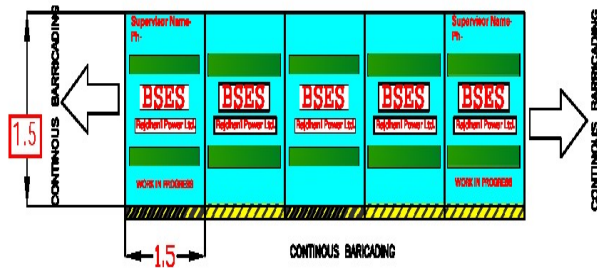 CONTINOUS BARRICADING
1.5
Supervisor Name-
Ph-
BSES
Rajdhani Power Ltd.
WORK IN PROGRESS
BSES
Rajdhani Power Ltd.
BSES
Rajdhani Power Ltd.
BSES
Rajdhani Power Ltd.
Supervisor Name-
Ph-
BSES
Rajdhani Power Ltd.
WORK IN PROGRESS
CONTINOUS BARRICADING
1.5
CONTINOUS BARICADING